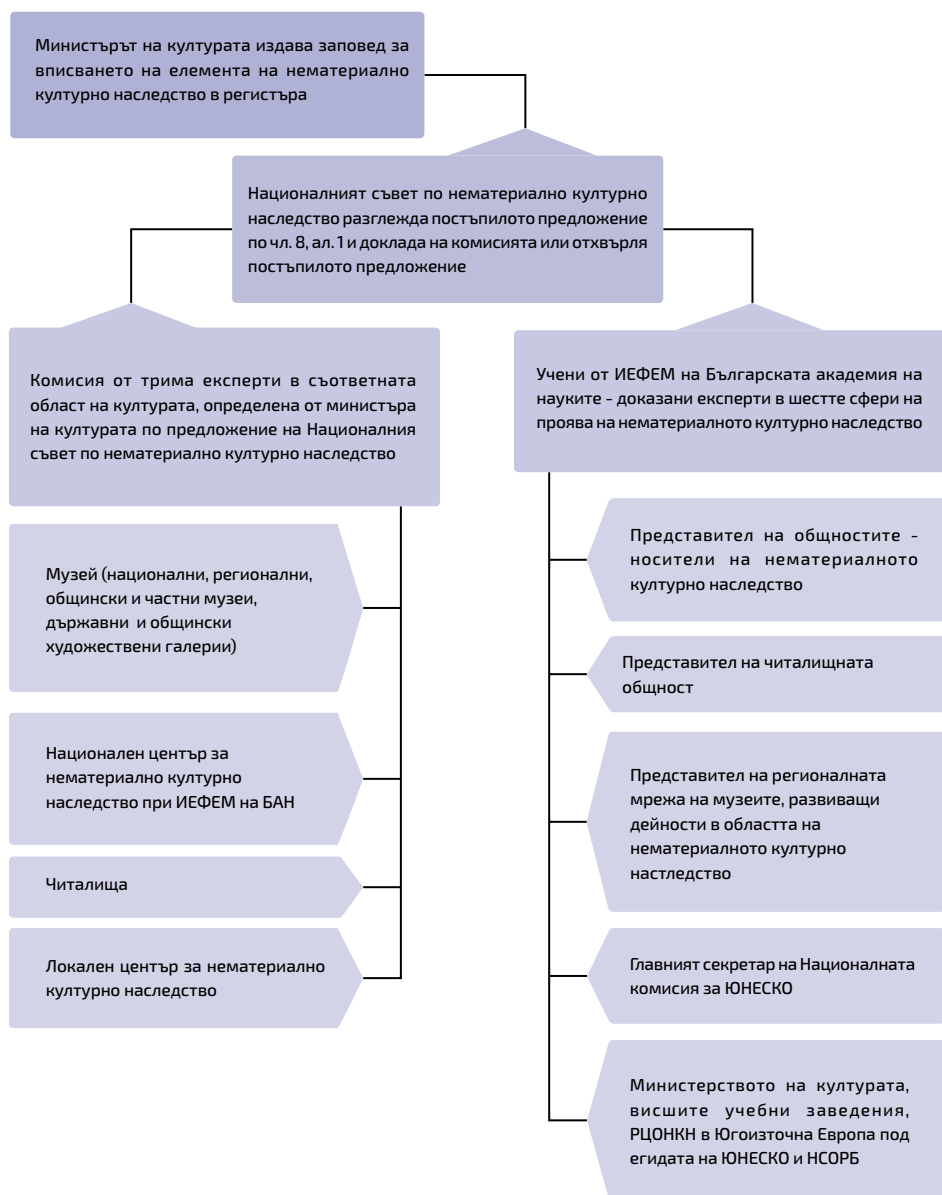 Министърът на културата издава заповед за
вписването на елемента на нематериално
културно наследство в регистъра
Националният съвет по нематериално културно
наследство разглежда постъпилото предложение
по чл. 8, ал. 1 и доклада на комисията или отхвърля
постъпилото предложение
Комисия от трима експерти в съответната
област на културата, определена от министъра
на културата по предложение на Националния
съвет по нематериално културно наследство
Музей (национални, регионални,
общински и частни музеи,
държавни и общински
художествени галерии)
Национален център за
нематериално културно
наследство при ИЕФЕМ на БАН
Читалища
Локален център за нематериално
културно наследство
Учени от ИЕФЕМ на Българската академия на
науките - доказани експерти в шестте сфери на
проява на нематериалното културно наследство
Представител на общностите -
носители на нематериалното
културно наследство
Представител на читалищната
общност
Представител на регионалната
мрежа на музеите, развиващи
дейности в областта на
нематериалното културно
настледство
Главният секретар на Националната
комисия за ЮНЕСКО
Министерството на културата,
висшите учебни заведения,
РЦОНКН в Югоизточна Европа под
егидата на ЮНЕСКО и НСОРБ